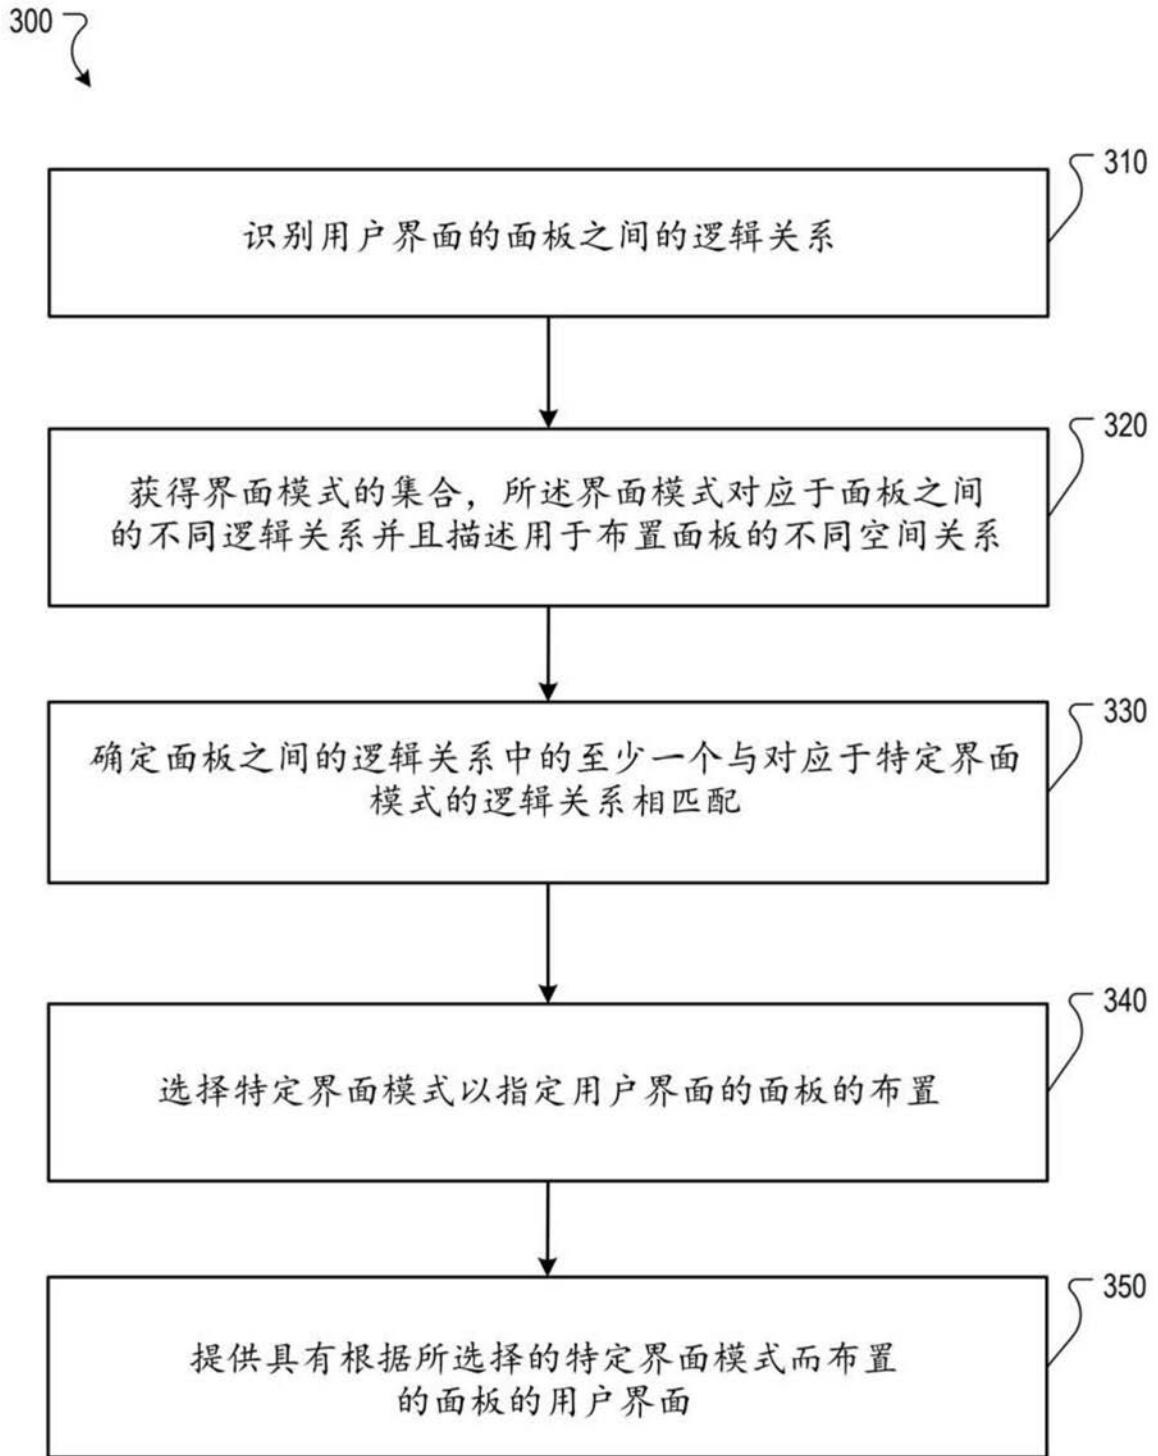 300
310
识别用户界面的面板之间的逻辑关系
320
获得界面模式的集合，所述界面模式对应于面板之间
的不同逻辑关系并且描述用于布置面板的不同空间关系
330
确定面板之间的逻辑关系中的至少一个与对应于特定界面
模式的逻辑关系相匹配
340
选择特定界面模式以指定用户界面的面板的布置
350
提供具有根据所选择的特定界面模式而布置
的面板的用户界面